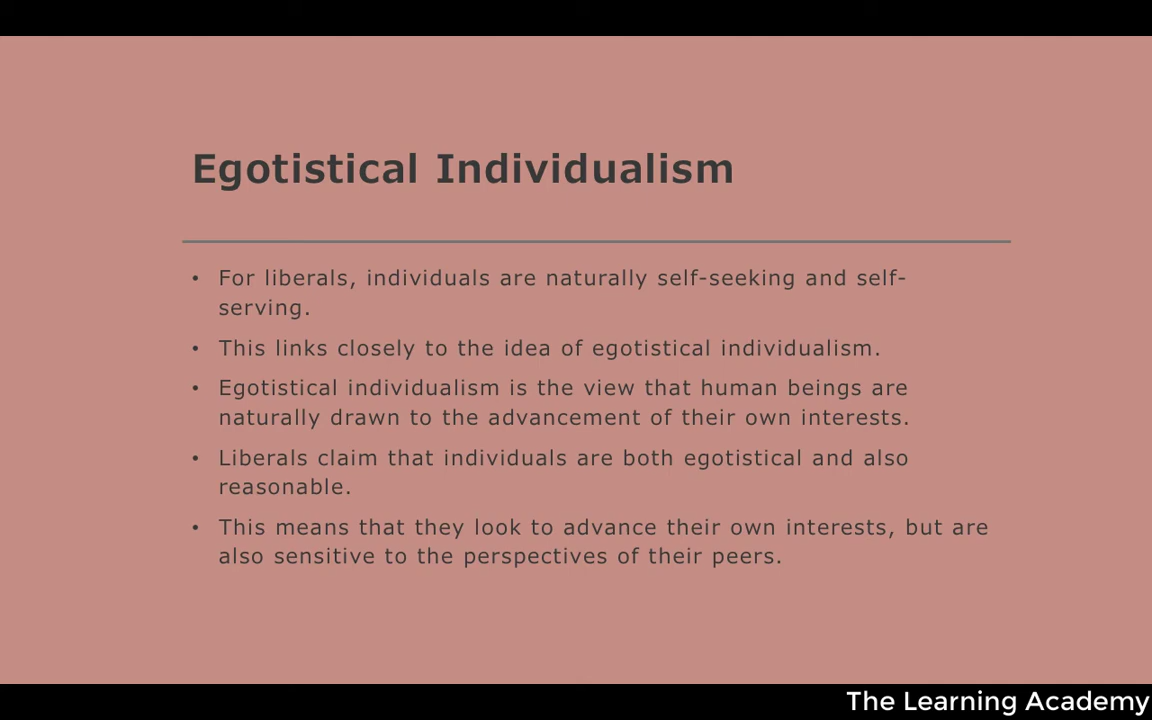 Egotistical Individualism
• For liberals, individuals are naturally self-seeking and self-
serving.
• This links closely to the idea of egotistical individualism.
• Egotistical individualism is the view that human beings are
naturally drawn to the advancement of their own interests.
• Liberals claim that individuals are both egotistical and also
reasonable.
• This means that they look to advance their own interests, but are
also sensitive to the perspectives of their peers.
The Learning Academy